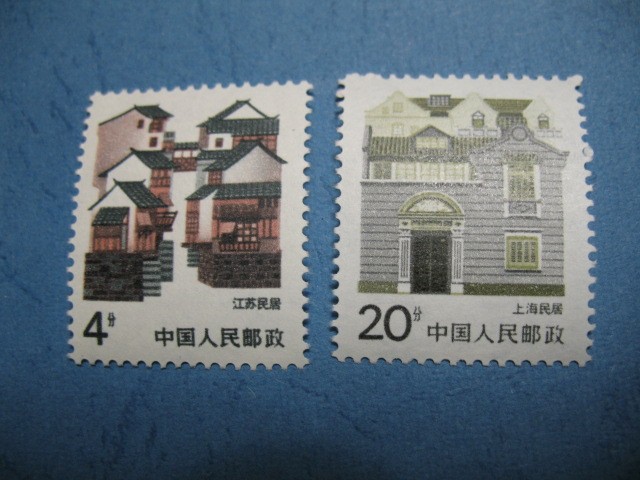 江苏民居
4分 中国人民邮政
上海民居
20分 中国人民邮政